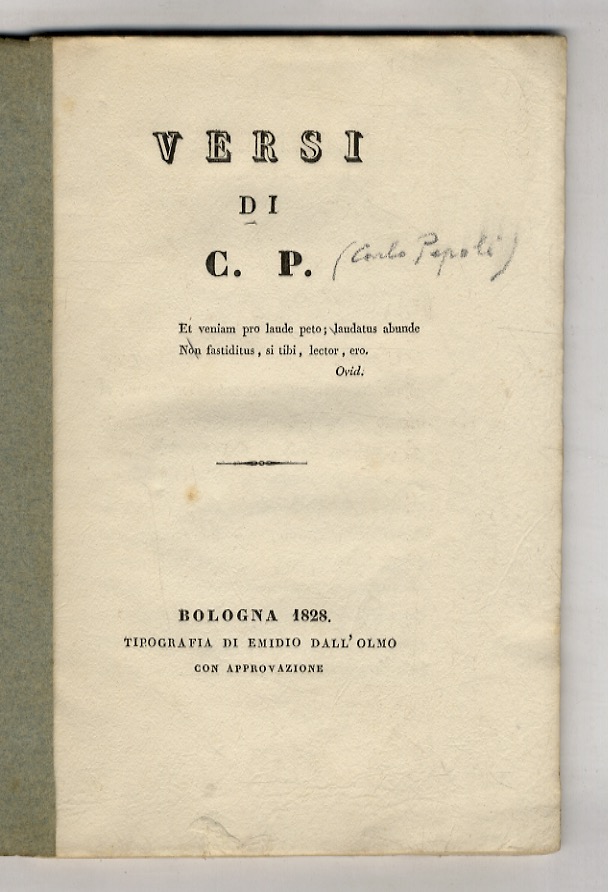 VERSI
DI
C. P. (Carlo Pepoli)
Et veniam pro laude peto; laudatus abunde
Non fastiditus, si tibi, lector, ero.
Ovid.
BOLOGNA 1828.
TIPOGRAFIA DI EMIDIO DALL'OLMO
CON APPROVAZIONE